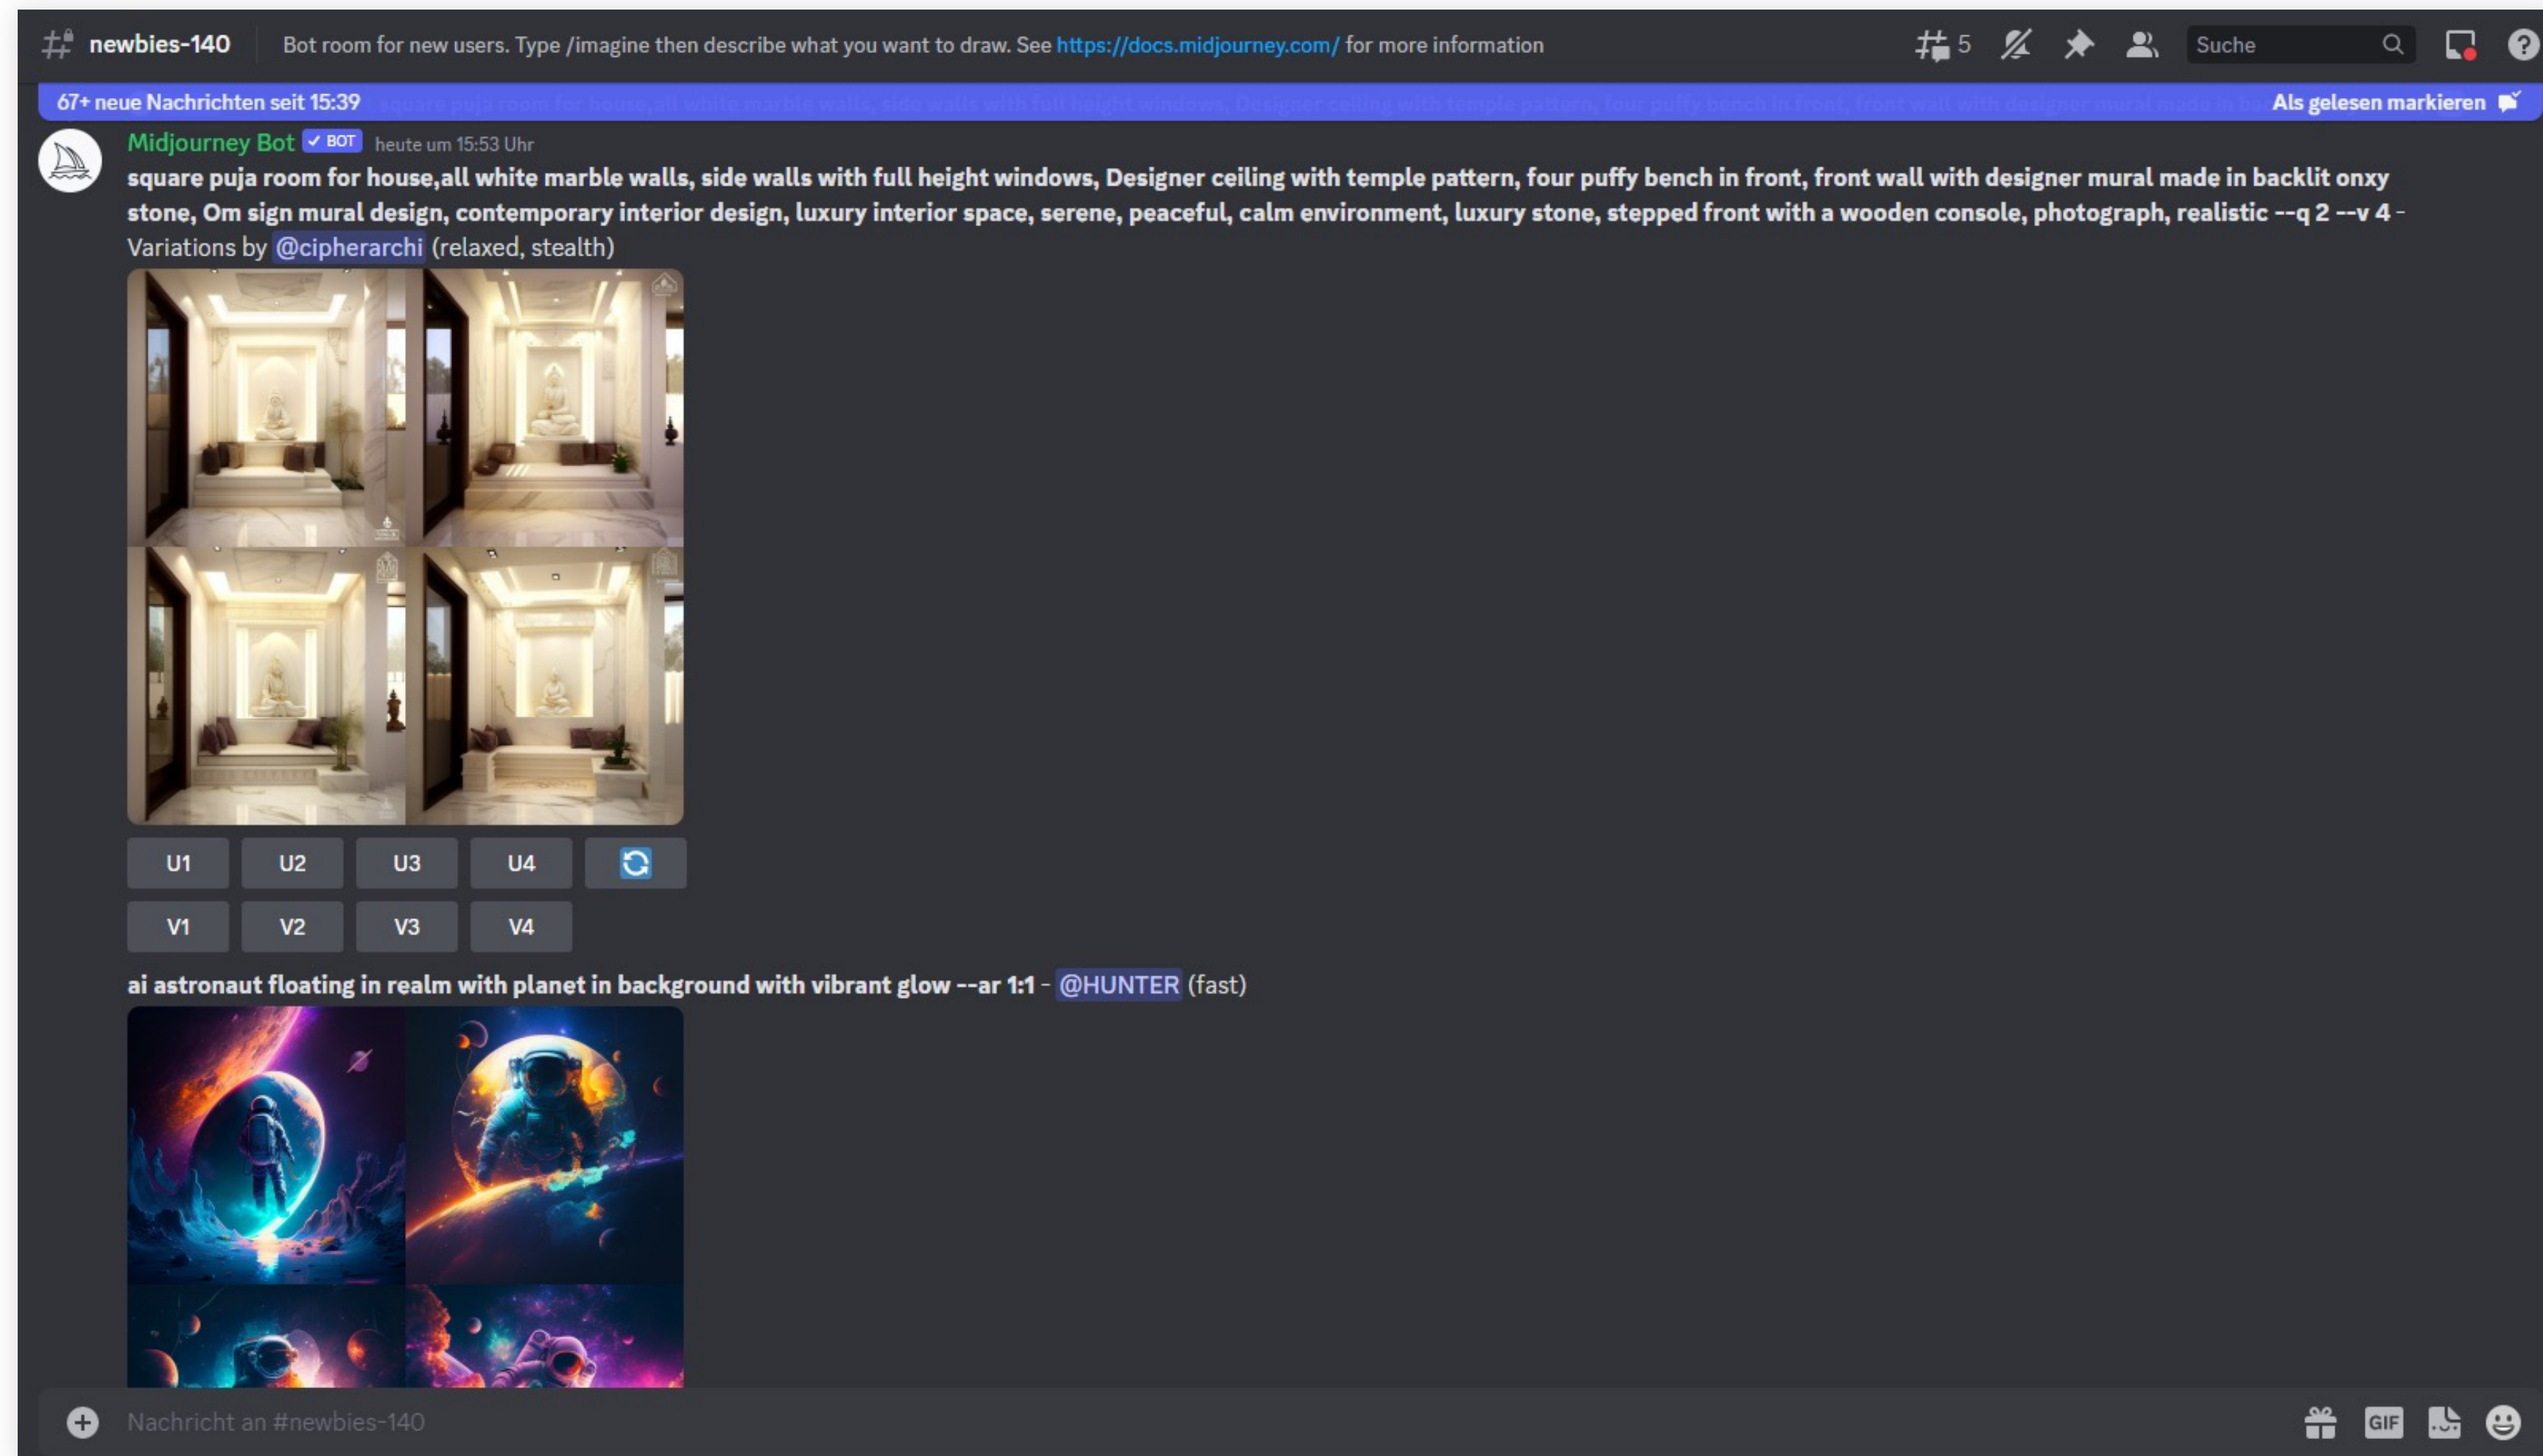 newbies-140
Bot room for new users. Type /imagine then describe what you want to draw. See https://docs.midjourney.com/ for more information
5
Suche
67+ neue Nachrichten seit 15:39
Als gelesen markieren
Midjourney Bot BOT heute um 15:53 Uhr
square puja room for house,all white marble walls, side walls with full height windows, Designer ceiling with temple pattern, four puffy bench in front, front wall with designer mural made in backlit onxy
stone, Om sign mural design, contemporary interior design, luxury interior space, serene, peaceful, calm environment, luxury stone, stepped front with a wooden console, photograph, realistic --q 2 --v 4 -
Variations by @cipherarchi (relaxed, stealth)
U1 U2 U3 U4
V1 V2 V3 V4
ai astronaut floating in realm with planet in background with vibrant glow --ar 1:1 - @HUNTER (fast)
Nachricht an #newbies-140
GIF